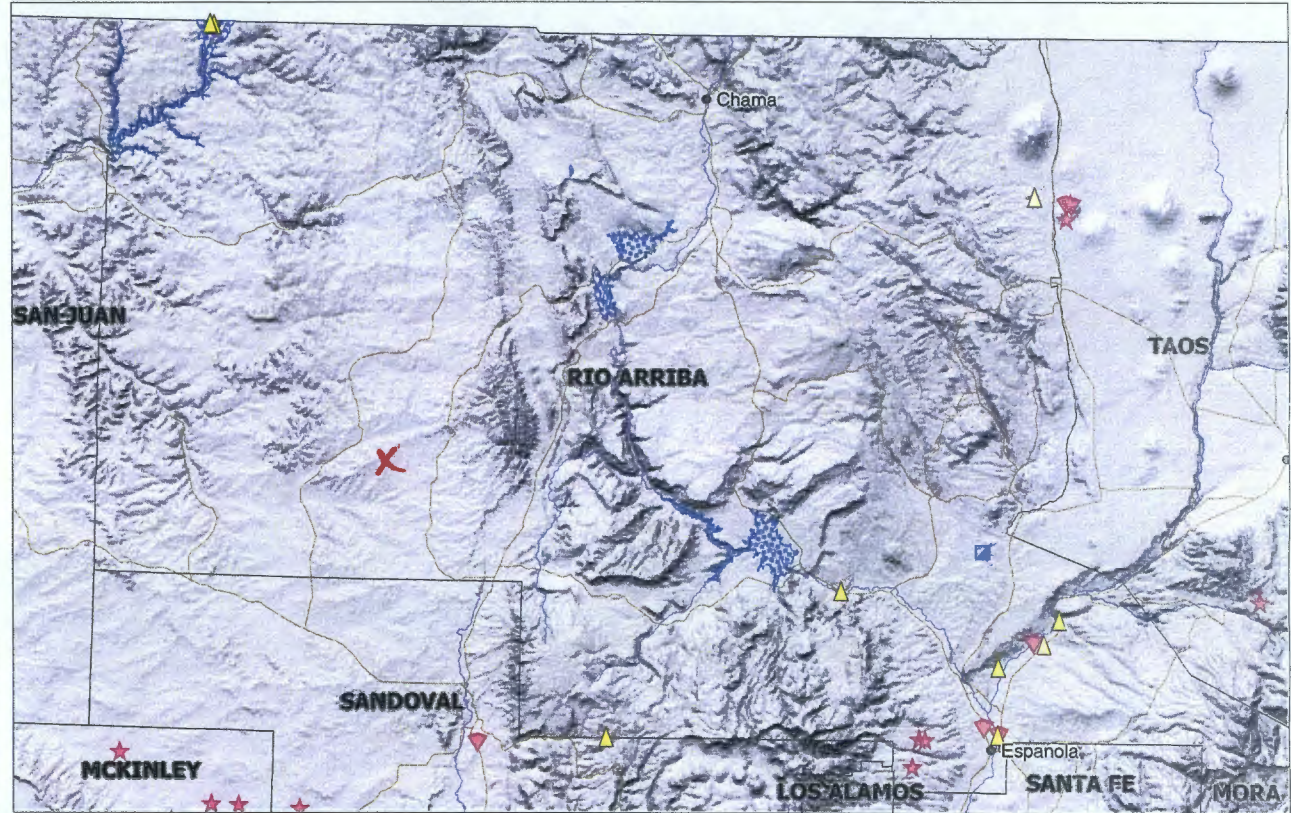 Chama
SAN JUAN
TAOS
RIO ARRIBA
SANDOVAL
Espanola
MCKINLEY
LOS ALAMOS
SANTA FE
MORA